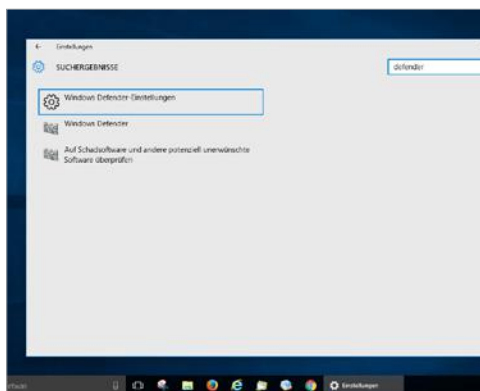 Einstellungen
SUCHERGEBNISSE
defender
Windows Defender-Einstellungen
Windows Defender
Auf Schadsoftware und andere potenziell unerwünschte
Software überprüfen
Einstellungen